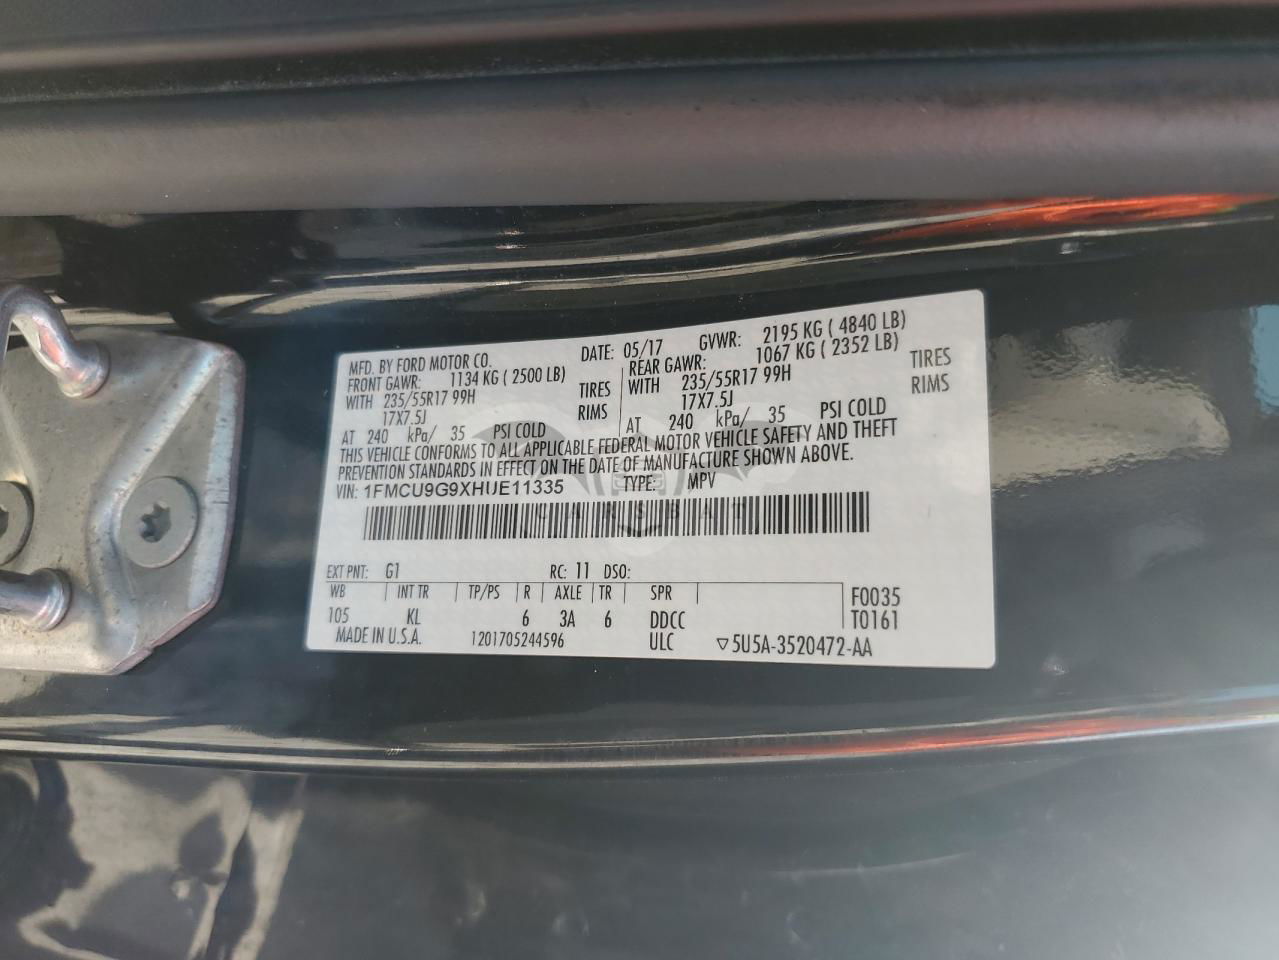 MFD. BY FORD MOTOR CO. DATE: 05/17 GVWR: 2195 KG ( 4840 LB)
FRONT GAWR: 1134 KG ( 2500 LB) REAR GAWR: 1067 KG ( 2352 LB)
WITH 235/55R17 99H TIRES WITH 235/55R17 99H TIRES
17X7.5J RIMS 17X7.5J RIMS
AT 240 kPa/ 35 PSI COLD AT 240 kPa/ 35 PSI COLD
THIS VEHICLE CONFORMS TO ALL APPLICABLE FEDERAL MOTOR VEHICLE SAFETY AND THEFT
PREVENTION STANDARDS IN EFFECT ON THE DATE OF MANUFACTURE SHOWN ABOVE.
VIN: 1FMCU9G9XHUE11335 TYPE: MPV
CARSBAT
EXT PNT: G1 RC: 11 DSO:
WB INT TR TP/PS R AXLE TR SPR F0035
105 KL 6 3A 6 DDCC T0161
MADE IN U.S.A. 1201705244596 ULC ▽5U5A-3520472-AA